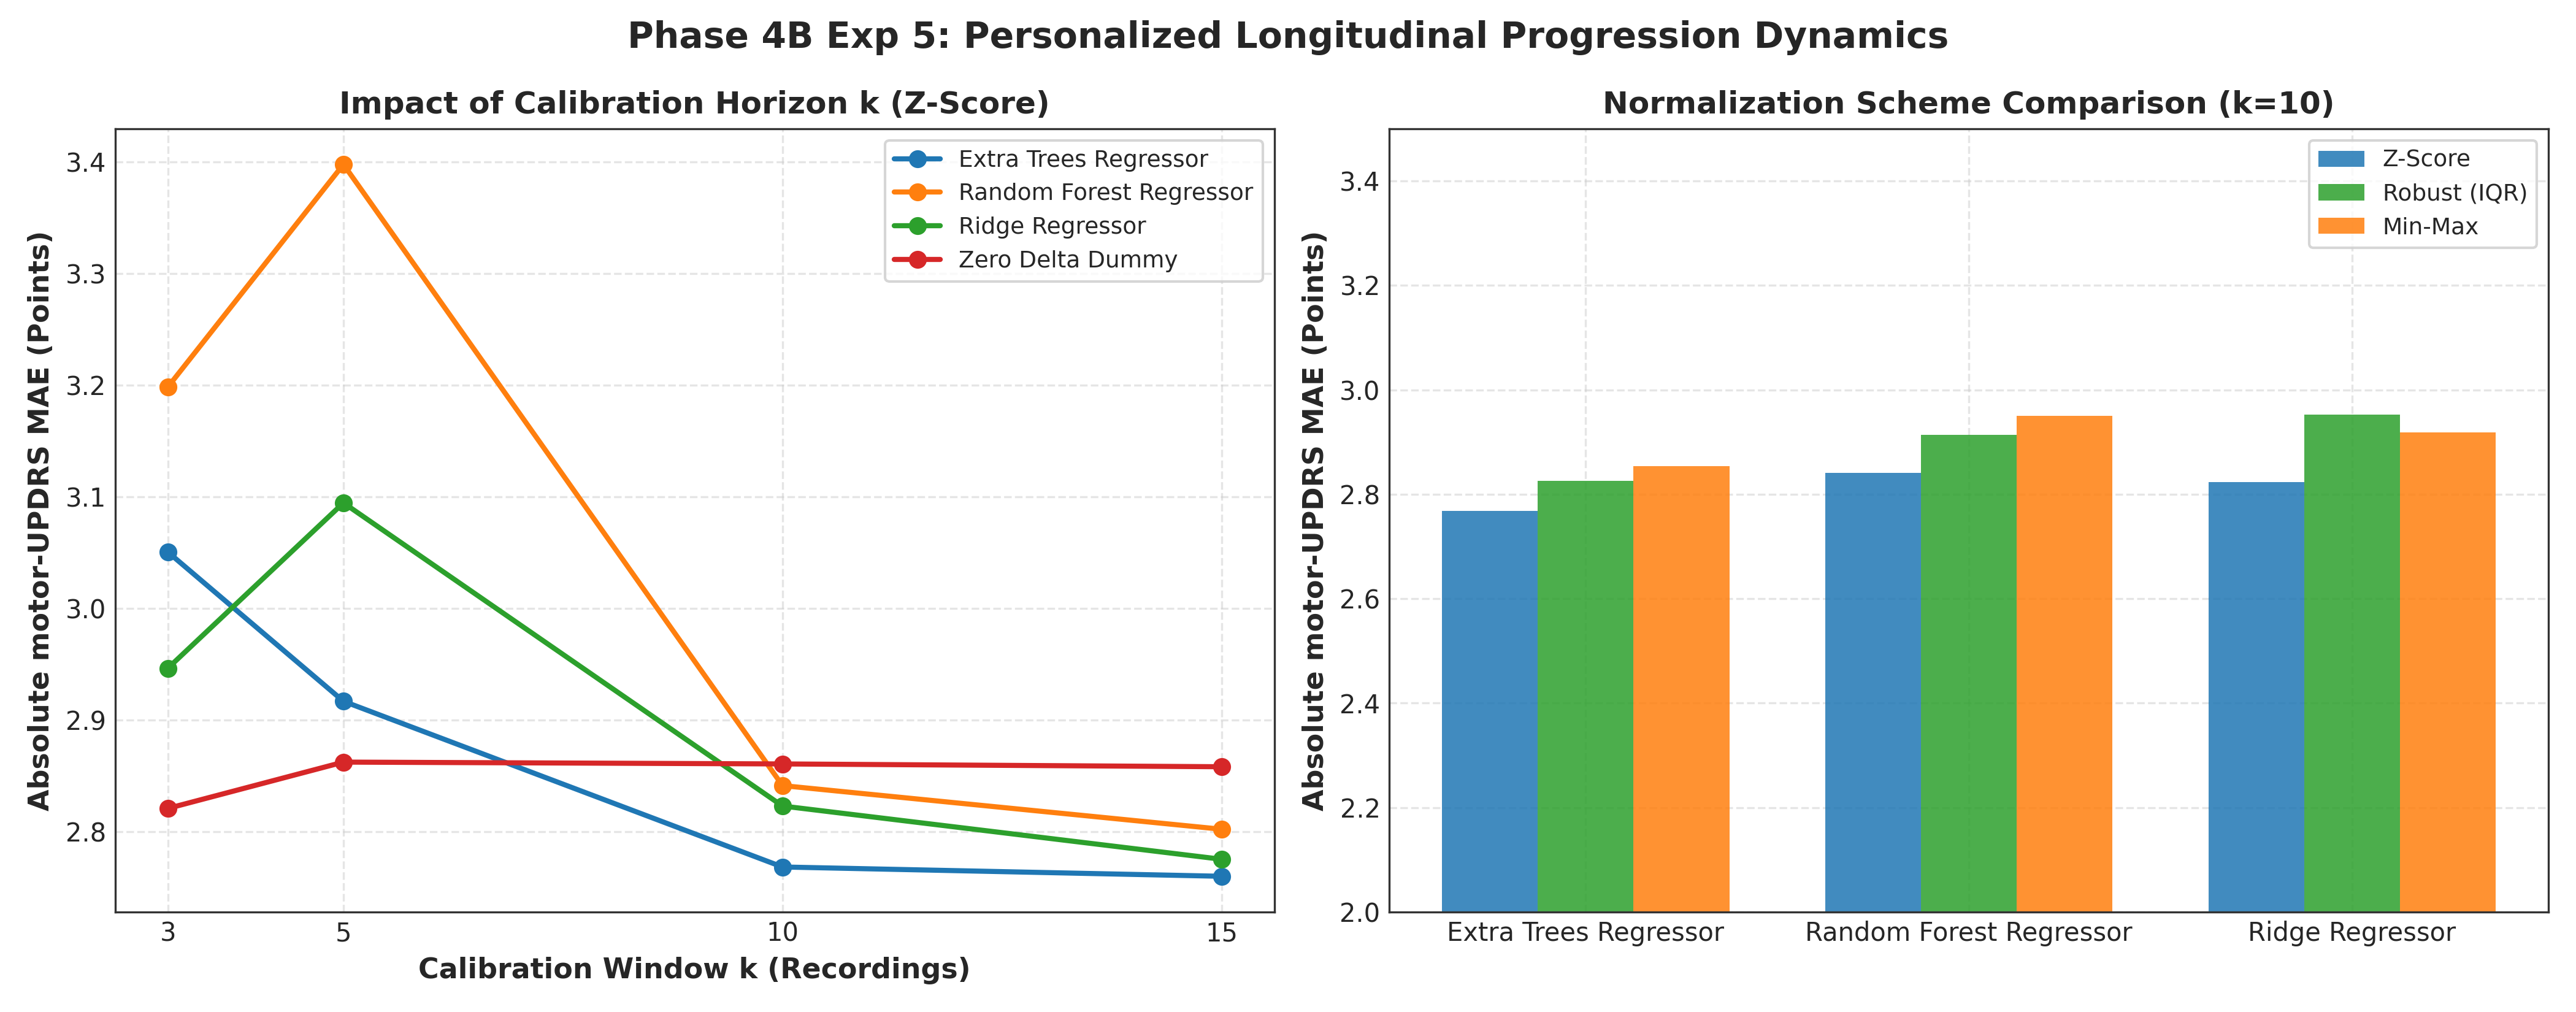 Phase 4B Exp 5: Personalized Longitudinal Progression Dynamics
Impact of Calibration Horizon k (Z-Score)
Absolute motor-UPDRS MAE (Points)
3.4
3.3
3.2
3.1
3.0
2.9
2.8
Extra Trees Regressor
Random Forest Regressor
Ridge Regressor
Zero Delta Dummy
3
5
10
15
Calibration Window k (Recordings)
Normalization Scheme Comparison (k=10)
Absolute motor-UPDRS MAE (Points)
3.4
3.2
3.0
2.8
2.6
2.4
2.2
2.0
Z-Score
Robust (IQR)
Min-Max
Extra Trees Regressor
Random Forest Regressor
Ridge Regressor